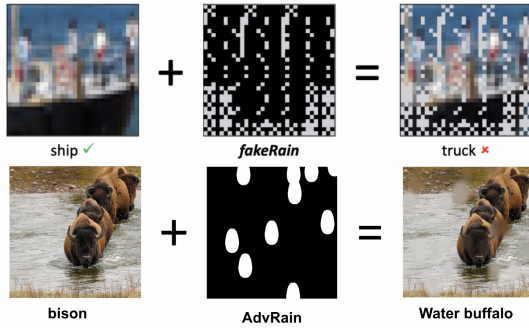 + =
ship ✓ fakeRain truck ✗
+ =
bison AdvRain Water buffalo